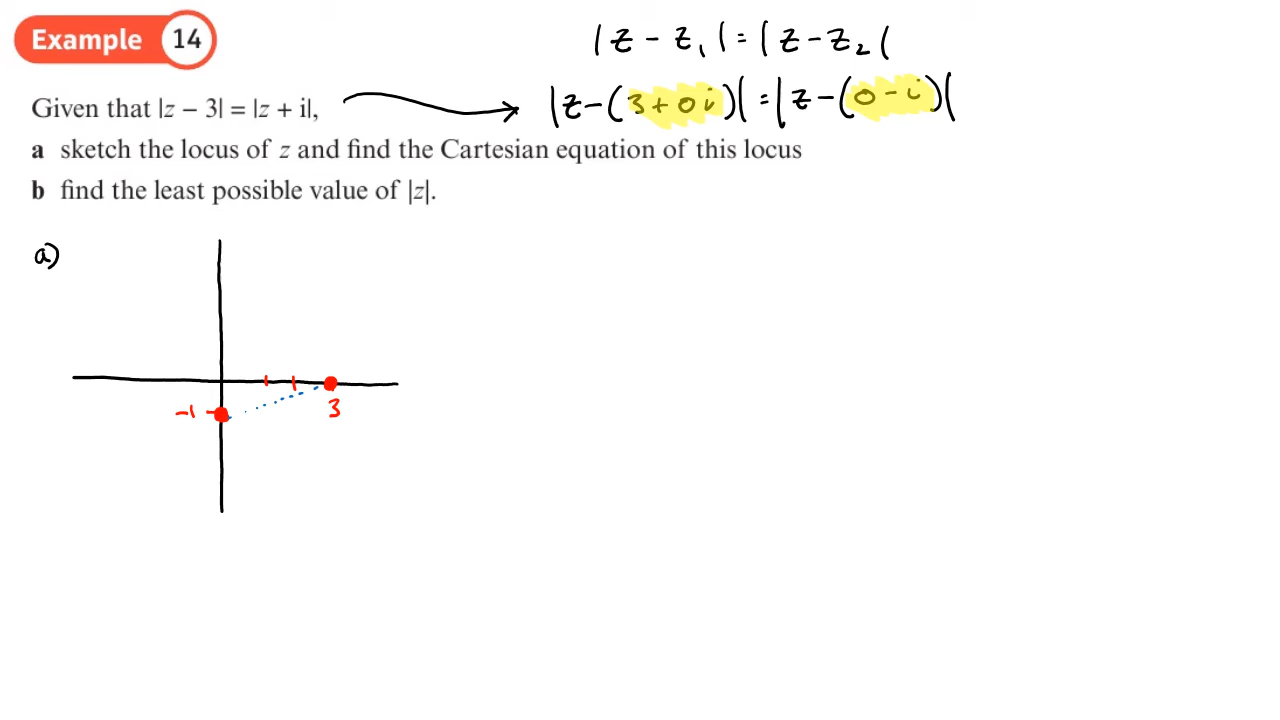 Example 14
|z - z₁| = |z - z₂|
Given that |z − 3| = |z + i|,
|z-(3+0i)| = |z-(0-i)|
a sketch the locus of z and find the Cartesian equation of this locus
b find the least possible value of |z|.
a)
-1
3